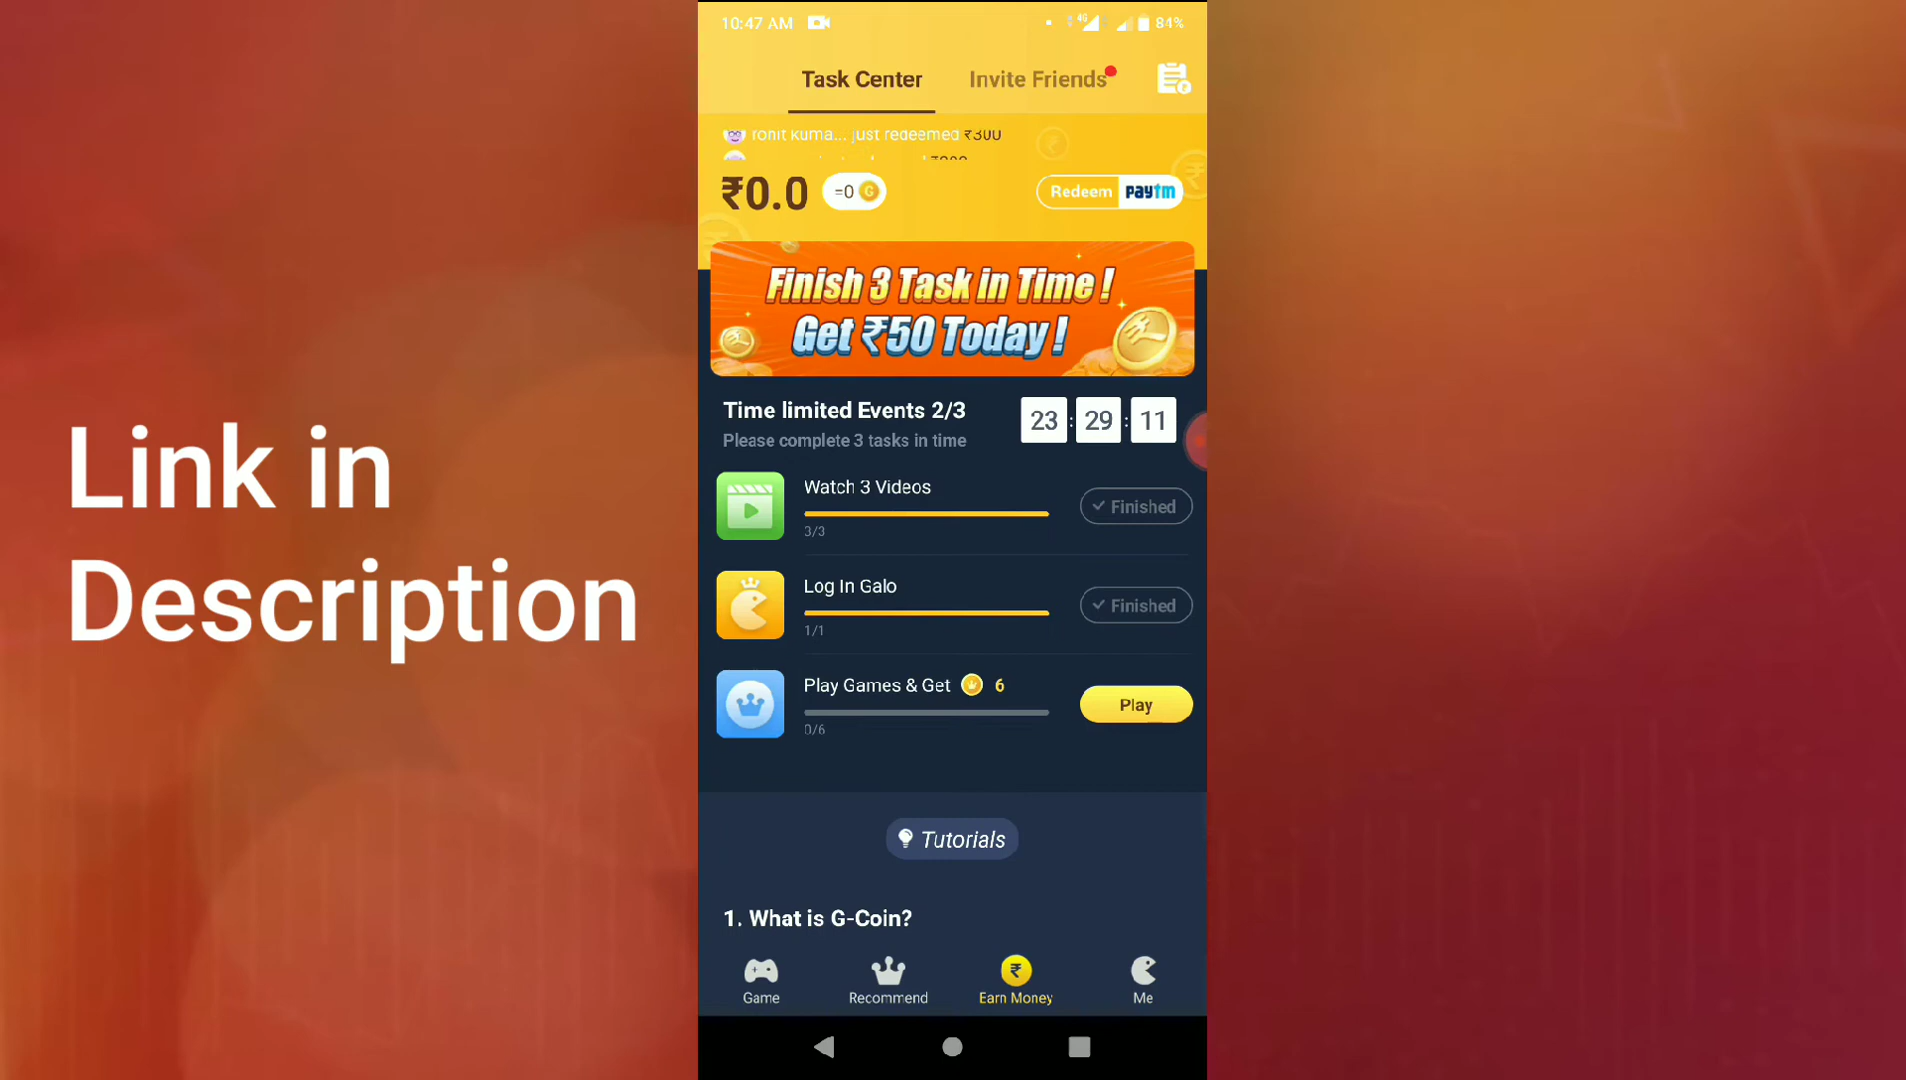 10:47 AM
4G
84%
Task Center
Invite Friends
ronit kuma... just redeemed ₹300
₹0.0
=0 G
Redeem paytm
Finish 3 Task in Time !
Get ₹50 Today !
Time limited Events 2/3
23 : 29 : 11
Please complete 3 tasks in time
Watch 3 Videos
Finished
3/3
Log In Galo
Finished
1/1
Play Games & Get 6
Play
0/6
Tutorials
1. What is G-Coin?
Game
Recommend
Earn Money
Me
Link in
Description